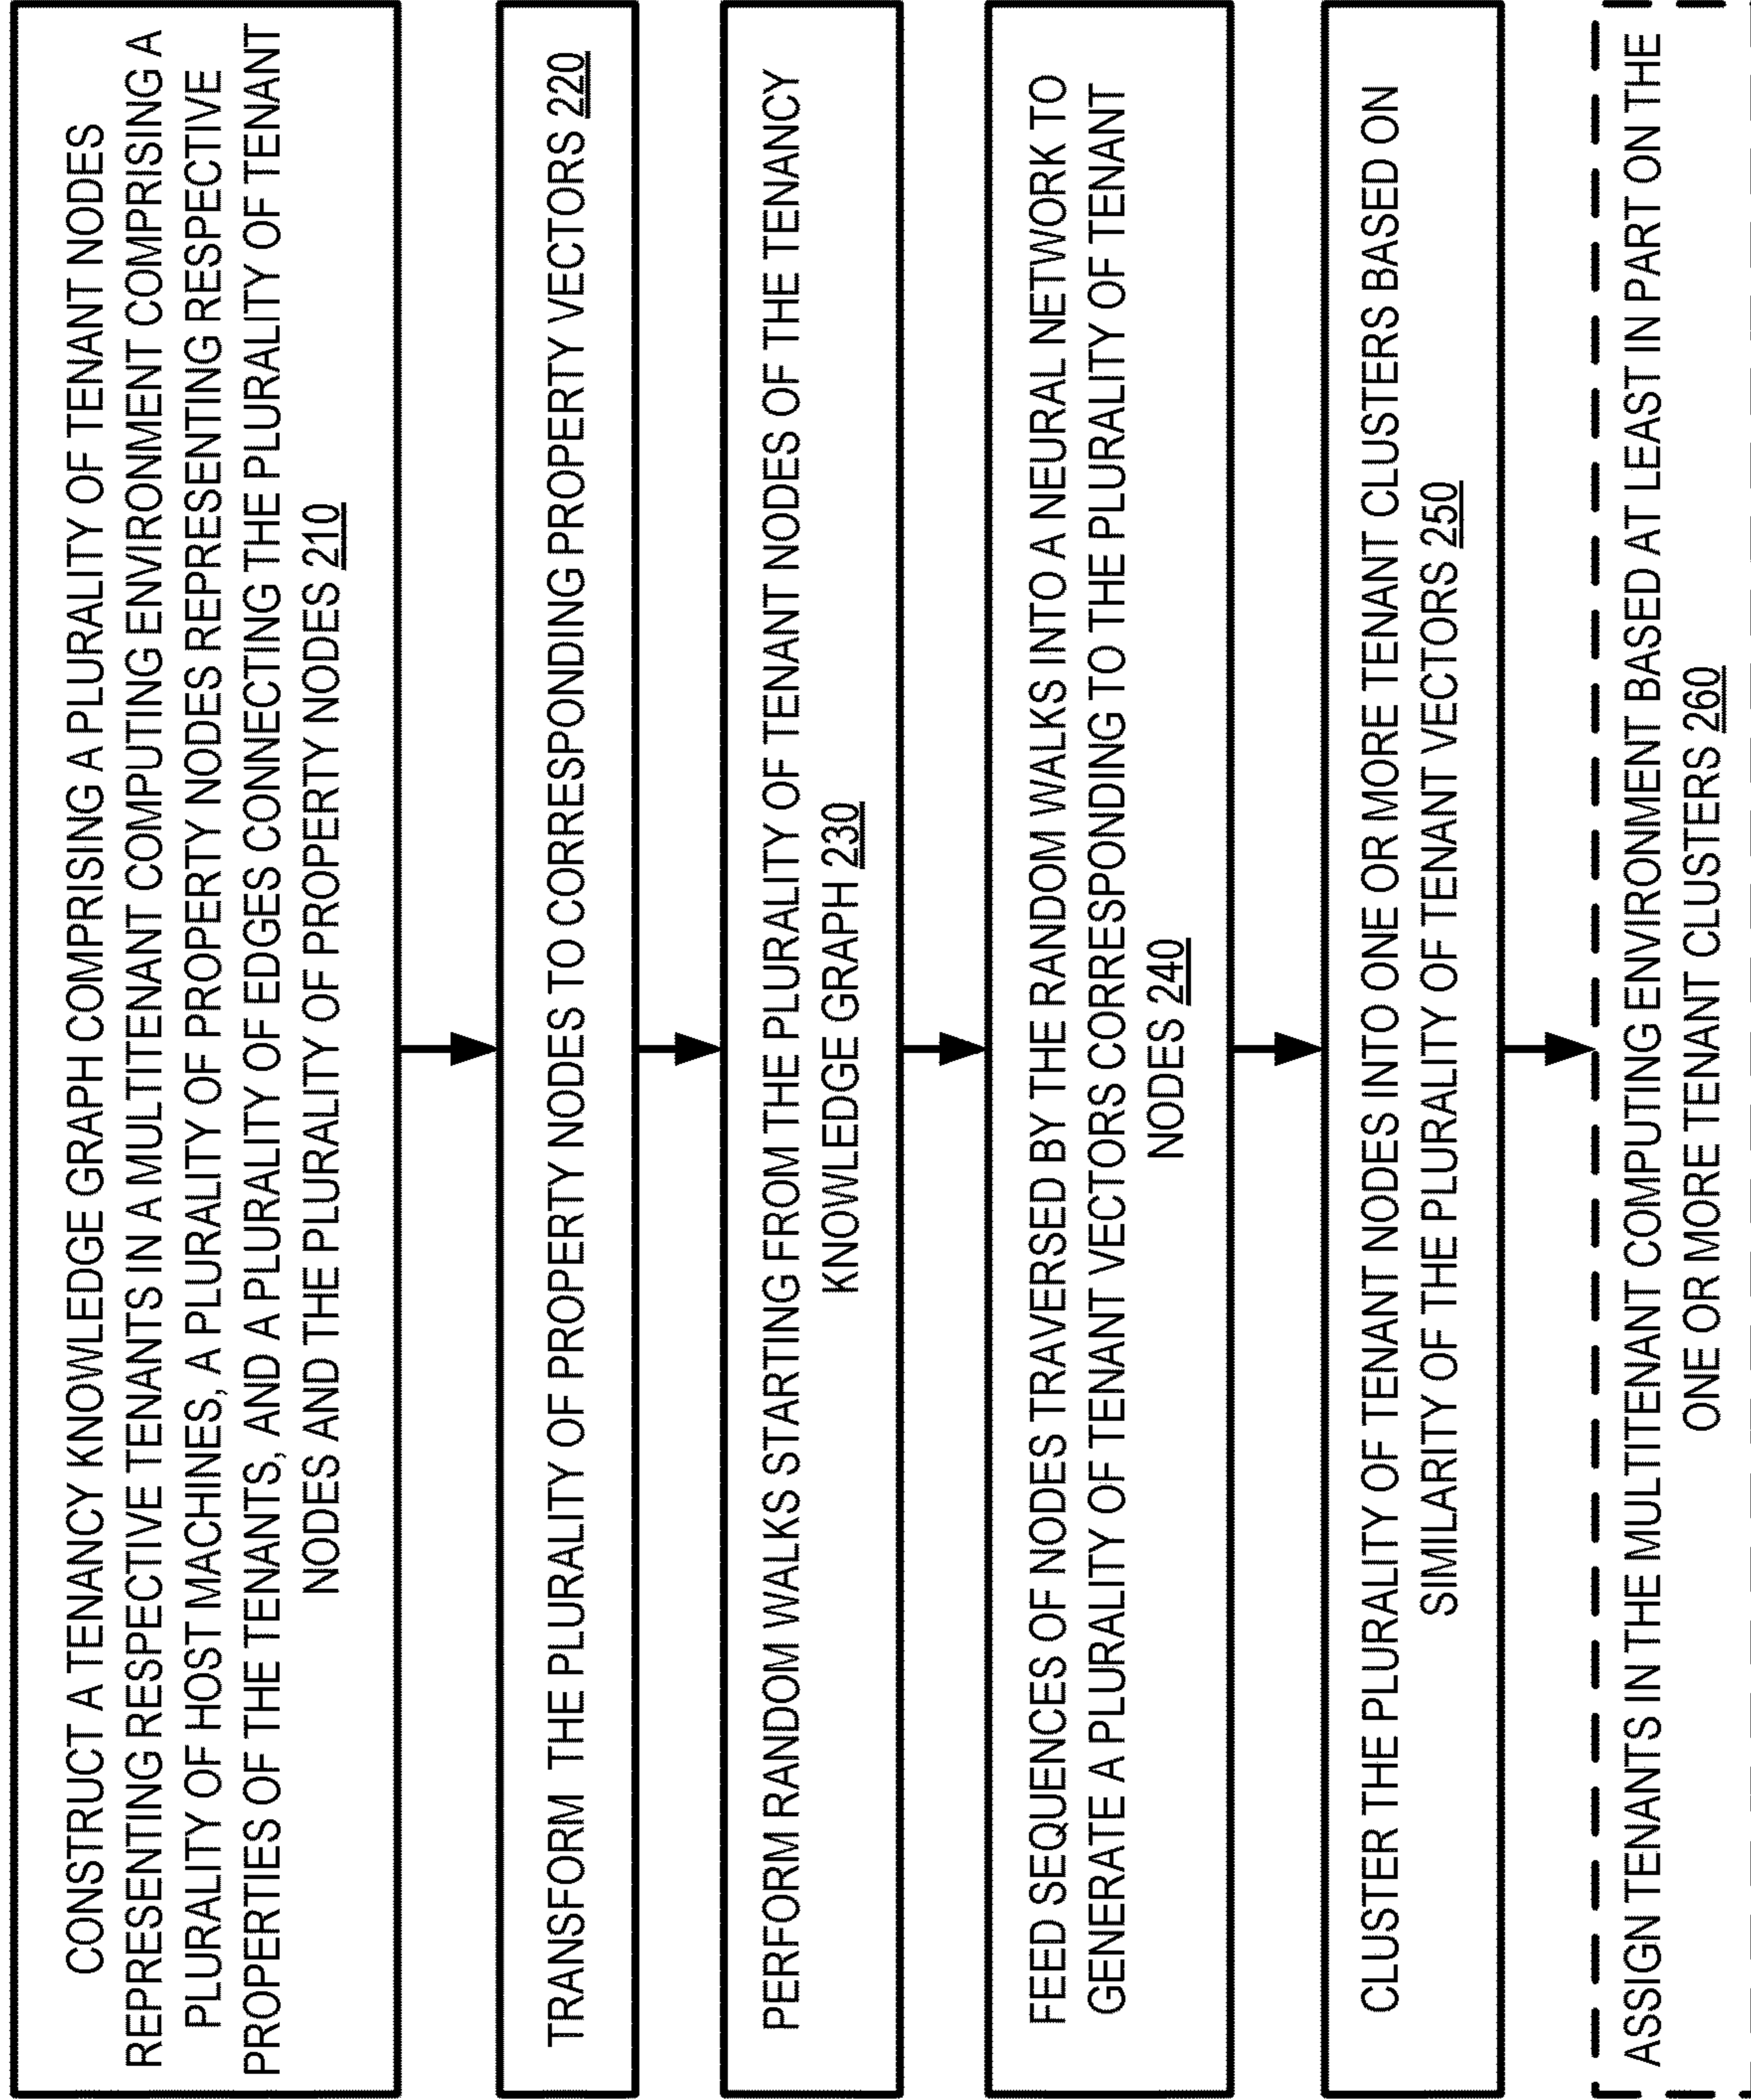 CONSTRUCT A TENANCY KNOWLEDGE GRAPH COMPRISING A PLURALITY OF TENANT NODES
REPRESENTING RESPECTIVE TENANTS IN A MULTITENANT COMPUTING ENVIRONMENT COMPRISING A
PLURALITY OF HOST MACHINES, A PLURALITY OF PROPERTY NODES REPRESENTING RESPECTIVE
PROPERTIES OF THE TENANTS, AND A PLURALITY OF EDGES CONNECTING THE PLURALITY OF TENANT
NODES AND THE PLURALITY OF PROPERTY NODES 210
TRANSFORM THE PLURALITY OF PROPERTY NODES TO CORRESPONDING PROPERTY VECTORS 220
PERFORM RANDOM WALKS STARTING FROM THE PLURALITY OF TENANT NODES OF THE TENANCY
KNOWLEDGE GRAPH 230
FEED SEQUENCES OF NODES TRAVERSED BY THE RANDOM WALKS INTO A NEURAL NETWORK TO
GENERATE A PLURALITY OF TENANT VECTORS CORRESPONDING TO THE PLURALITY OF TENANT
NODES 240
CLUSTER THE PLURALITY OF TENANT NODES INTO ONE OR MORE TENANT CLUSTERS BASED ON
SIMILARITY OF THE PLURALITY OF TENANT VECTORS 250
ASSIGN TENANTS IN THE MULTITENANT COMPUTING ENVIRONMENT BASED AT LEAST IN PART ON THE
ONE OR MORE TENANT CLUSTERS 260